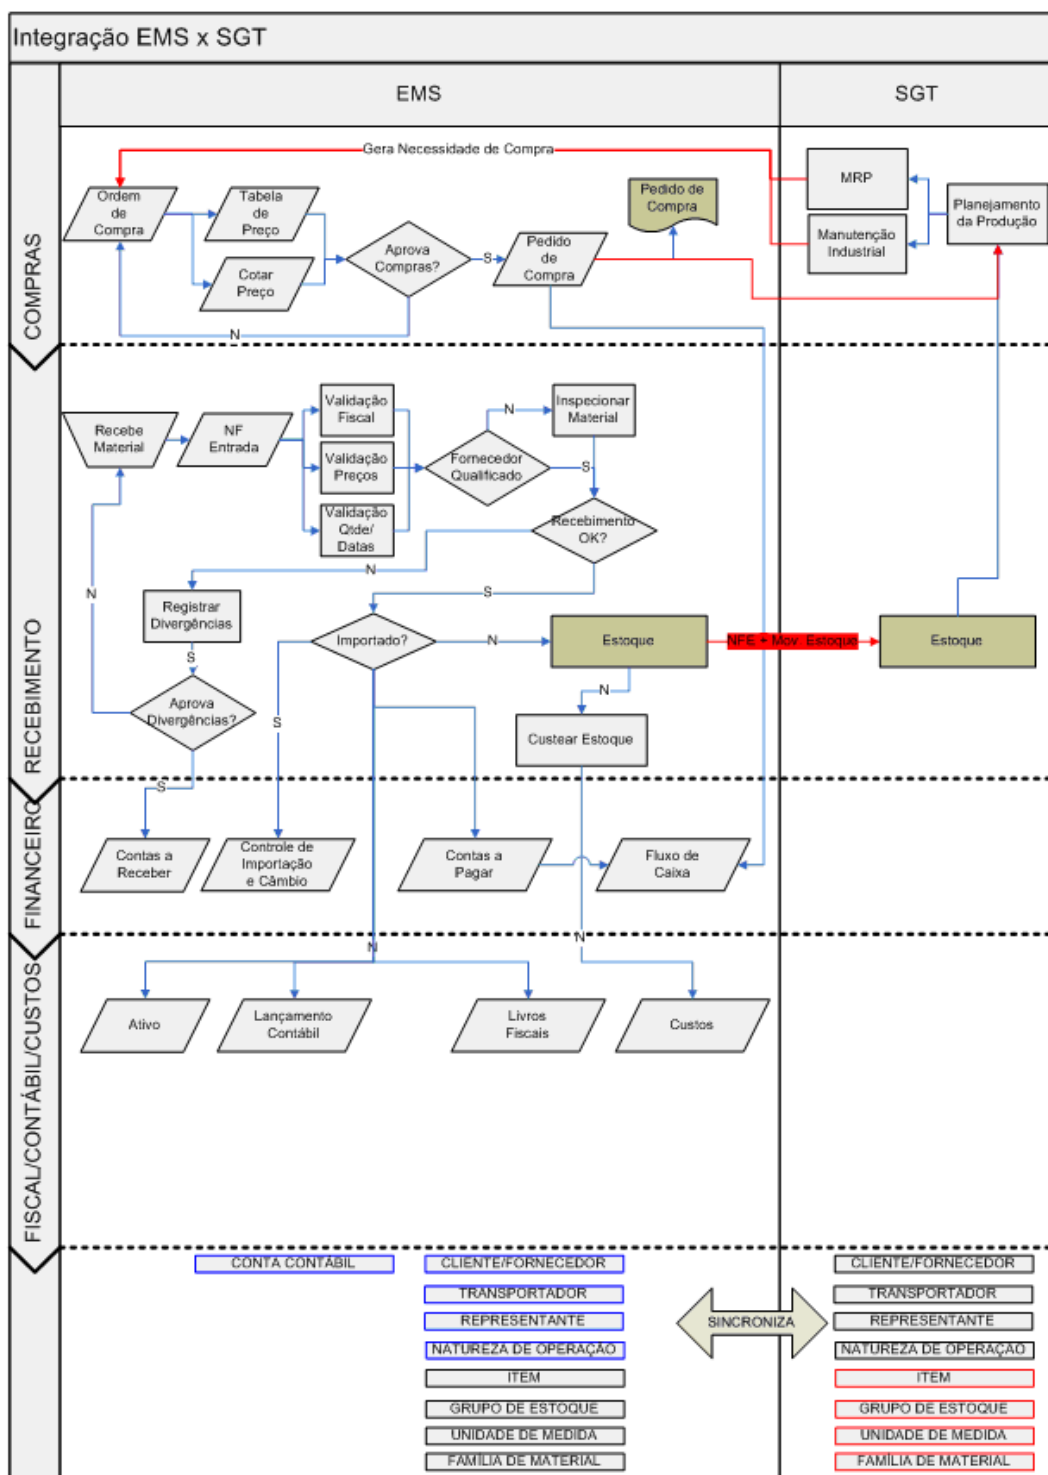 Integração EMS x SGT
EMS
SGT
COMPRAS
Gera Necessidade de Compra
Ordem
de
Compra
Tabela
de
Preço
Cotar
Preço
Aprova
Compras?
S
N
Pedido
de
Compra
Pedido de
Compra
MRP
Manutenção
Industrial
Planejamento
da Produção
RECEBIMENTO
Recebe
Material
NF
Entrada
Validação
Fiscal
Validação
Preços
Validação
Qtde/
Datas
Fornecedor
Qualificado
N
Inspecionar
Material
S
Recebimento
OK?
N
S
Registrar
Divergências
S
N
Aprova
Divergências?
S
Importado?
N
S
Estoque
NFE + Mov. Estoque
Estoque
N
Custear Estoque
FINANCEIRO
Contas a
Receber
Controle de
Importação
e Câmbio
Contas a
Pagar
Fluxo de
Caixa
FISCAL/CONTÁBIL/CUSTOS
N
N
Ativo
Lançamento
Contábil
Livros
Fiscais
Custos
CONTA CONTÁBIL
CLIENTE/FORNECEDOR
TRANSPORTADOR
REPRESENTANTE
NATUREZA DE OPERAÇÃO
ITEM
GRUPO DE ESTOQUE
UNIDADE DE MEDIDA
FAMÍLIA DE MATERIAL
SINCRONIZA
CLIENTE/FORNECEDOR
TRANSPORTADOR
REPRESENTANTE
NATUREZA DE OPERAÇÃO
ITEM
GRUPO DE ESTOQUE
UNIDADE DE MEDIDA
FAMÍLIA DE MATERIAL